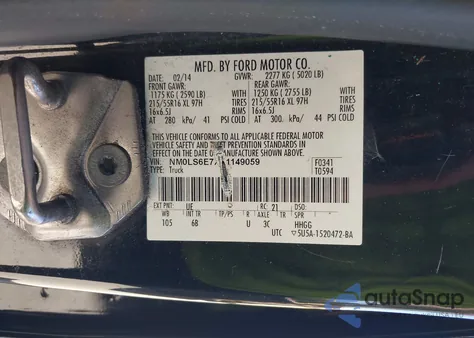 MFD. BY FORD MOTOR CO.
DATE: 02/14 GVWR: 2277 KG ( 5020 LB)
FRONT GAWR: REAR GAWR:
1175 KG ( 2590 LB) 1250 KG ( 2755 LB)
215/55R16 XL 97H TIRES 215/55R16 XL 97H
16x6.5J RIMS 16x6.5J
AT 280 kPa/ 41 PSI AT 300 kPa/ 44 PSI
THIS VEHICLE CONFORMS TO ALL APPLICABLE FEDERAL MOTOR
VEHICLE SAFETY AND THEFT PREVENTION STANDARDS IN
EFFECT ON THE DATE OF MANUFACTURE SHOWN ABOVE.
VIN: NM0LS6E7 1149059 F0341
TYPE: Truck T0594
EXT PNT: UE RC: 21 DSO:
WB INT TR TP/PS R AXLE TR SPR
105 6B U 3C HHGG
UTC 5U5A-1520472-BA
autoSnap